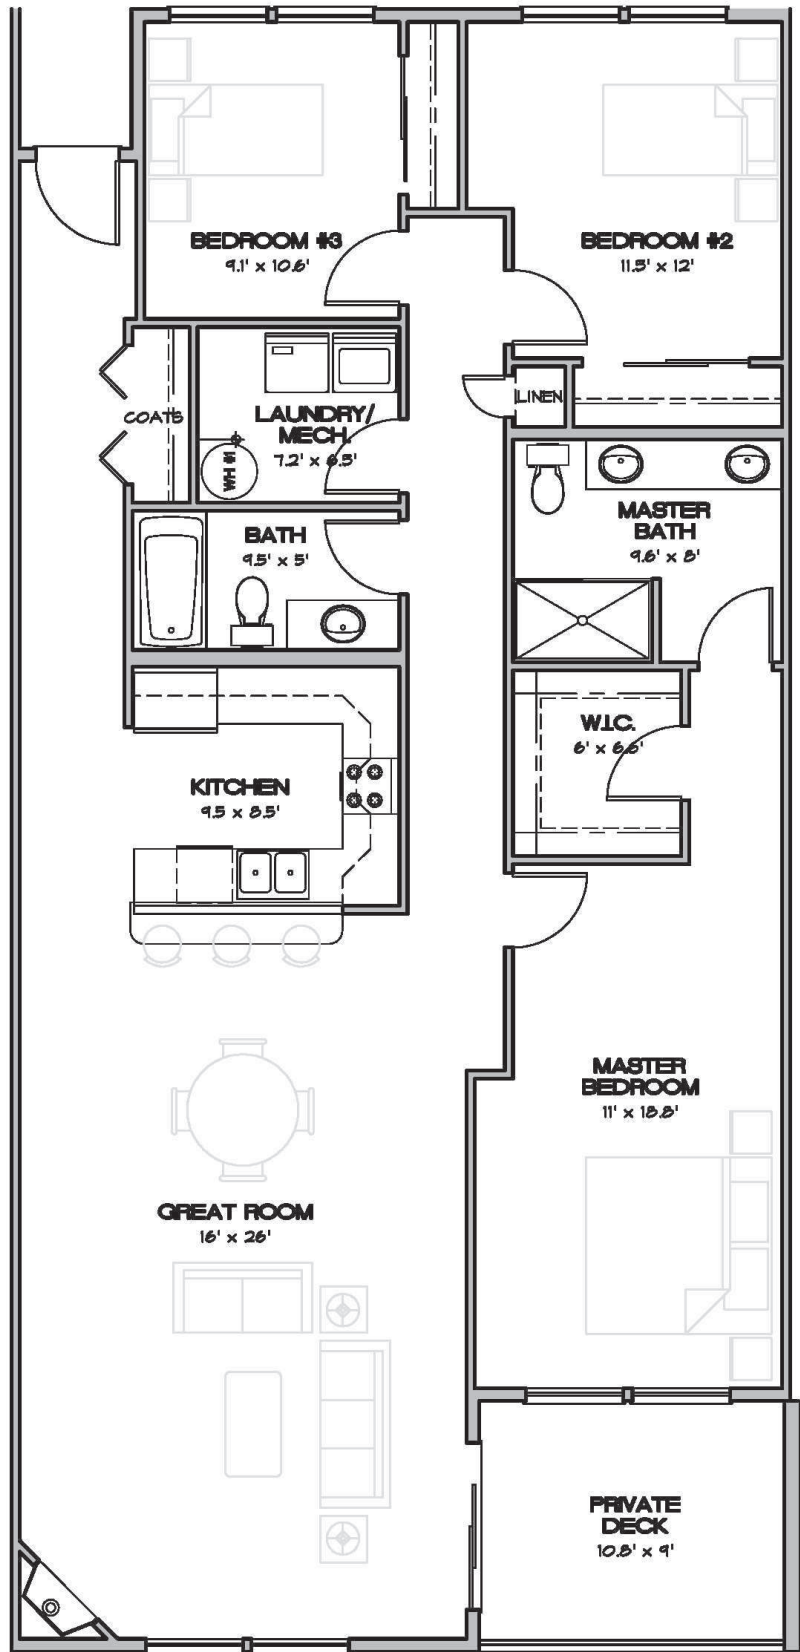 BEDROOM #3
9.1' x 10.6'
BEDROOM #2
11.5' x 12'
COATS
LAUNDRY/
MECH.
7.2' x 6.5'
WH #1
LINEN
BATH
9.5' x 5'
MASTER
BATH
9.6' x 8'
W.I.C.
6' x 6.6'
KITCHEN
9.5 x 8.5'
MASTER
BEDROOM
11' x 18.8'
GREAT ROOM
16' x 26'
PRIVATE
DECK
10.8' x 9'